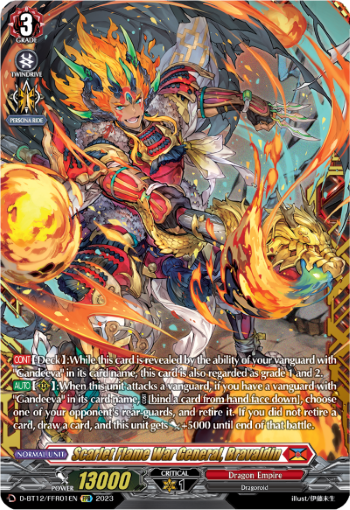 3
GRADE
TWINDRIVE
PERSONA RIDE
CONT【Deck】:While this card is revealed by the ability of your vanguard with
"Gandeeva" in its card name, this card is also regarded as grade 1 and 2.
AUTO【 】:When this unit attacks a vanguard, if you have a vanguard with
"Gandeeva" in its card name, [bind a card from hand face down], choose
one of your opponent's rear-guards, and retire it. If you did not retire a
card, draw a card, and this unit gets +5000 until end of that battle.
NORMAL UNIT Scarlet Flame War General, Bravathin
POWER 13000 CRITICAL 1 Dragon Empire
Dragoroid
D-BT12/FFR01EN FFR 2023 illust/伊藤未生